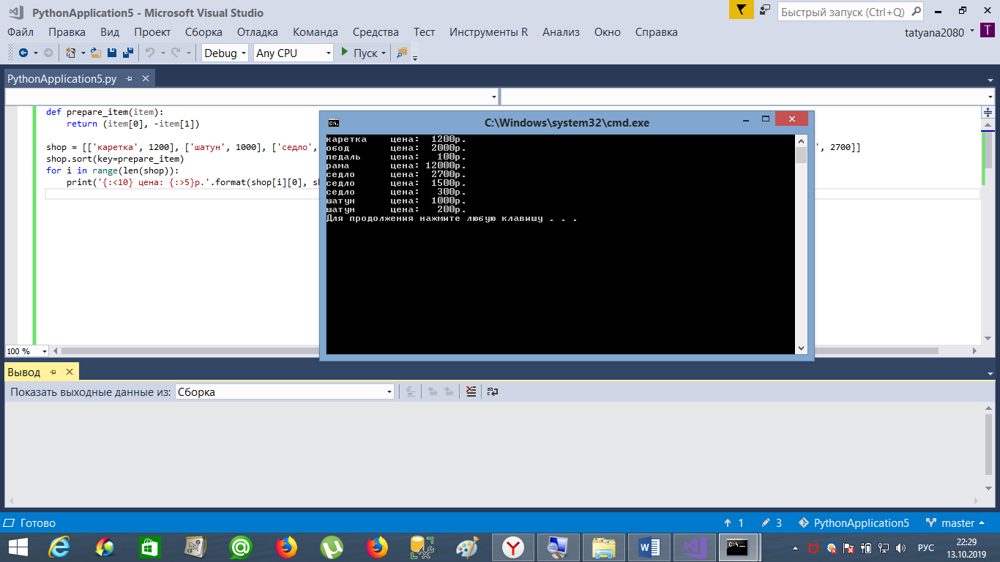 PythonApplication5 - Microsoft Visual Studio
Быстрый запуск (Ctrl+Q)
Файл Правка Вид Проект Сборка Отладка Команда Средства Тест Инструменты R Анализ Окно Справка
tatyana2080 T
Debug Any CPU Пуск
PythonApplication5.py
def prepare_item(item):
return (item[0], -item[1])
shop = [['каретка', 1200], ['шатун', 1000], ['седло', ', 2700]]
shop.sort(key=prepare_item)
for i in range(len(shop)):
print('{:<10} цена: {:>5}р.'.format(shop[i][0], sh
C:\Windows\system32\cmd.exe
каретка цена: 1200р.
обод цена: 2000р.
педаль цена: 100р.
рама цена: 12000р.
седло цена: 2700р.
седло цена: 1500р.
седло цена: 300р.
шатун цена: 1000р.
шатун цена: 200р.
Для продолжения нажмите любую клавишу . . .
100 %
Вывод
Показать выходные данные из: Сборка
Готово
1 3 PythonApplication5 master
РУС
22:29
13.10.2019